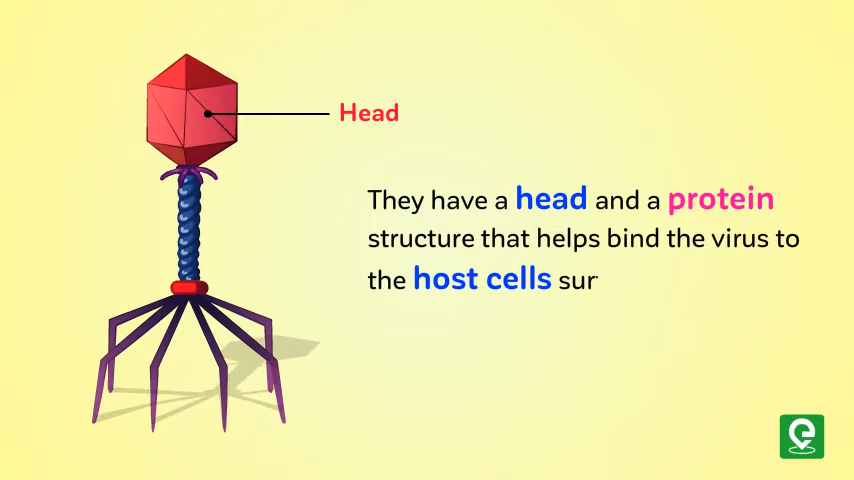 Head
They have a head and a protein
structure that helps bind the virus to
the host cells sur